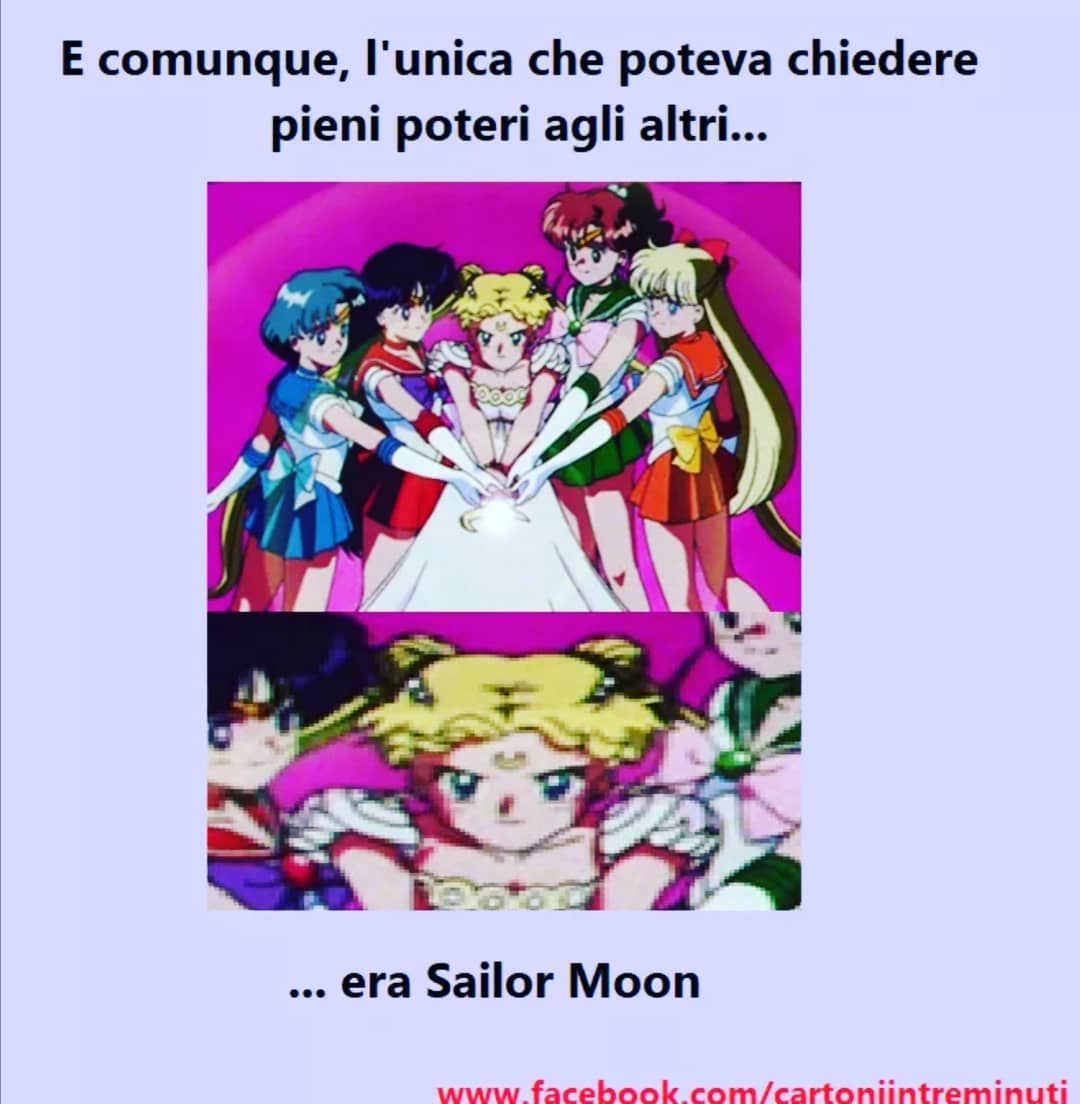 E comunque, l'unica che poteva chiedere
pieni poteri agli altri...
... era Sailor Moon
www.facebook.com/cartoniintreminuti